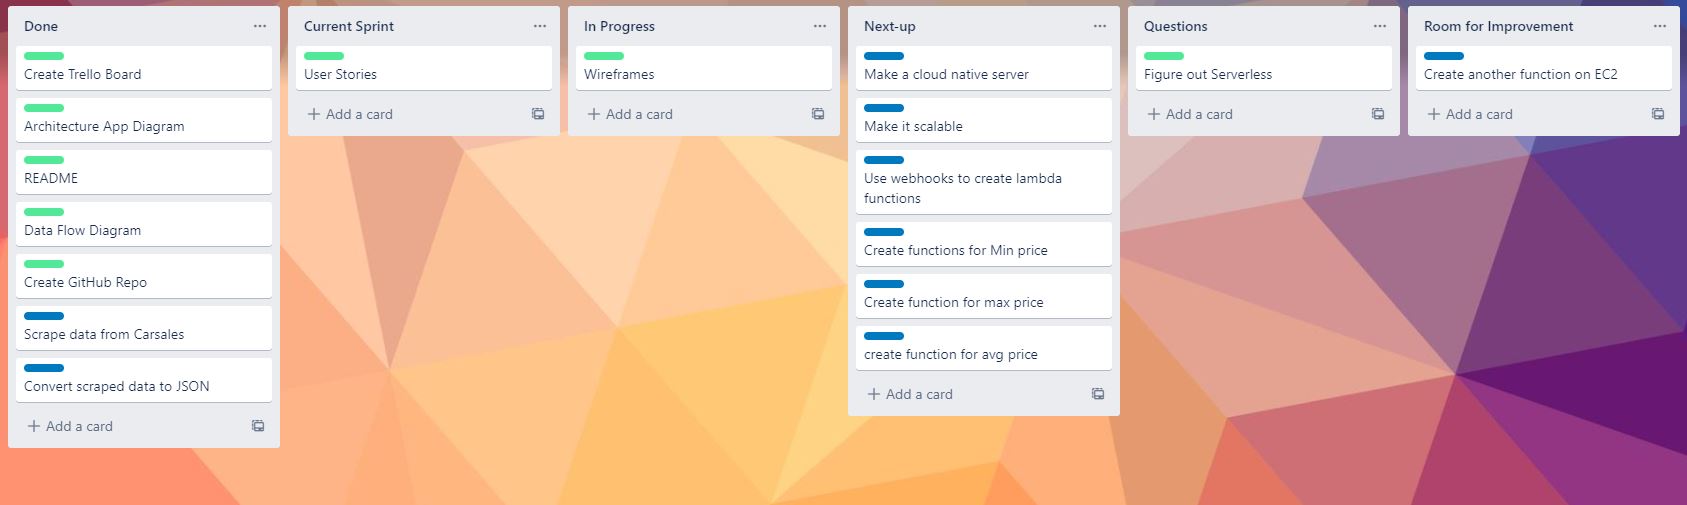 Done
Create Trello Board
Architecture App Diagram
README
Data Flow Diagram
Create GitHub Repo
Scrape data from Carsales
Convert scraped data to JSON
Add a card
Current Sprint
User Stories
Add a card
In Progress
Wireframes
Add a card
Next-up
Make a cloud native server
Make it scalable
Use webhooks to create lambda
functions
Create functions for Min price
Create function for max price
create function for avg price
Add a card
Questions
Figure out Serverless
Add a card
Room for Improvement
Create another function on EC2
Add a card